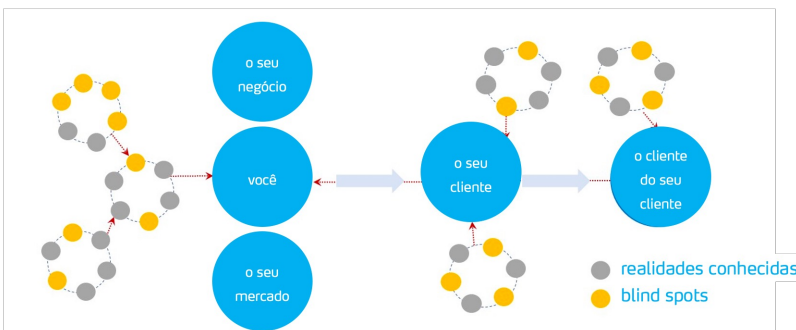 o seu
negócio
você
o seu
mercado
o seu
cliente
o cliente
do seu
cliente
realidades conhecidas
blind spots